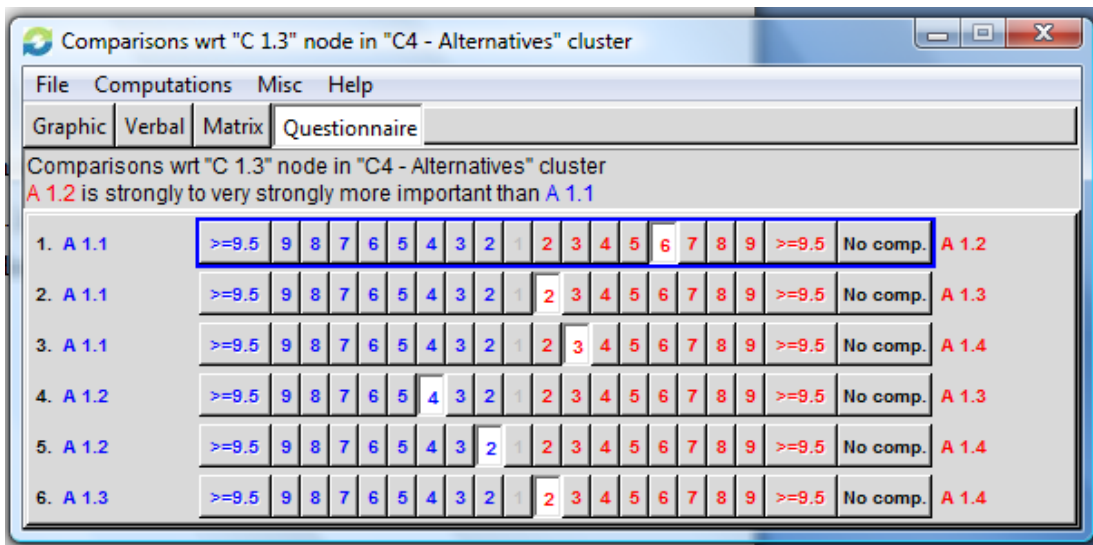 Comparisons wrt "C 1.3" node in "C4 - Alternatives" cluster
File Computations Misc Help
Graphic Verbal Matrix Questionnaire
Comparisons wrt "C 1.3" node in "C4 - Alternatives" cluster
A 1.2 is strongly to very strongly more important than A 1.1
1. A 1.1 >=9.5 9 8 7 6 5 4 3 2 1 2 3 4 5 6 7 8 9 >=9.5 No comp. A 1.2
2. A 1.1 >=9.5 9 8 7 6 5 4 3 2 1 2 3 4 5 6 7 8 9 >=9.5 No comp. A 1.3
3. A 1.1 >=9.5 9 8 7 6 5 4 3 2 1 2 3 4 5 6 7 8 9 >=9.5 No comp. A 1.4
4. A 1.2 >=9.5 9 8 7 6 5 4 3 2 1 2 3 4 5 6 7 8 9 >=9.5 No comp. A 1.3
5. A 1.2 >=9.5 9 8 7 6 5 4 3 2 1 2 3 4 5 6 7 8 9 >=9.5 No comp. A 1.4
6. A 1.3 >=9.5 9 8 7 6 5 4 3 2 1 2 3 4 5 6 7 8 9 >=9.5 No comp. A 1.4